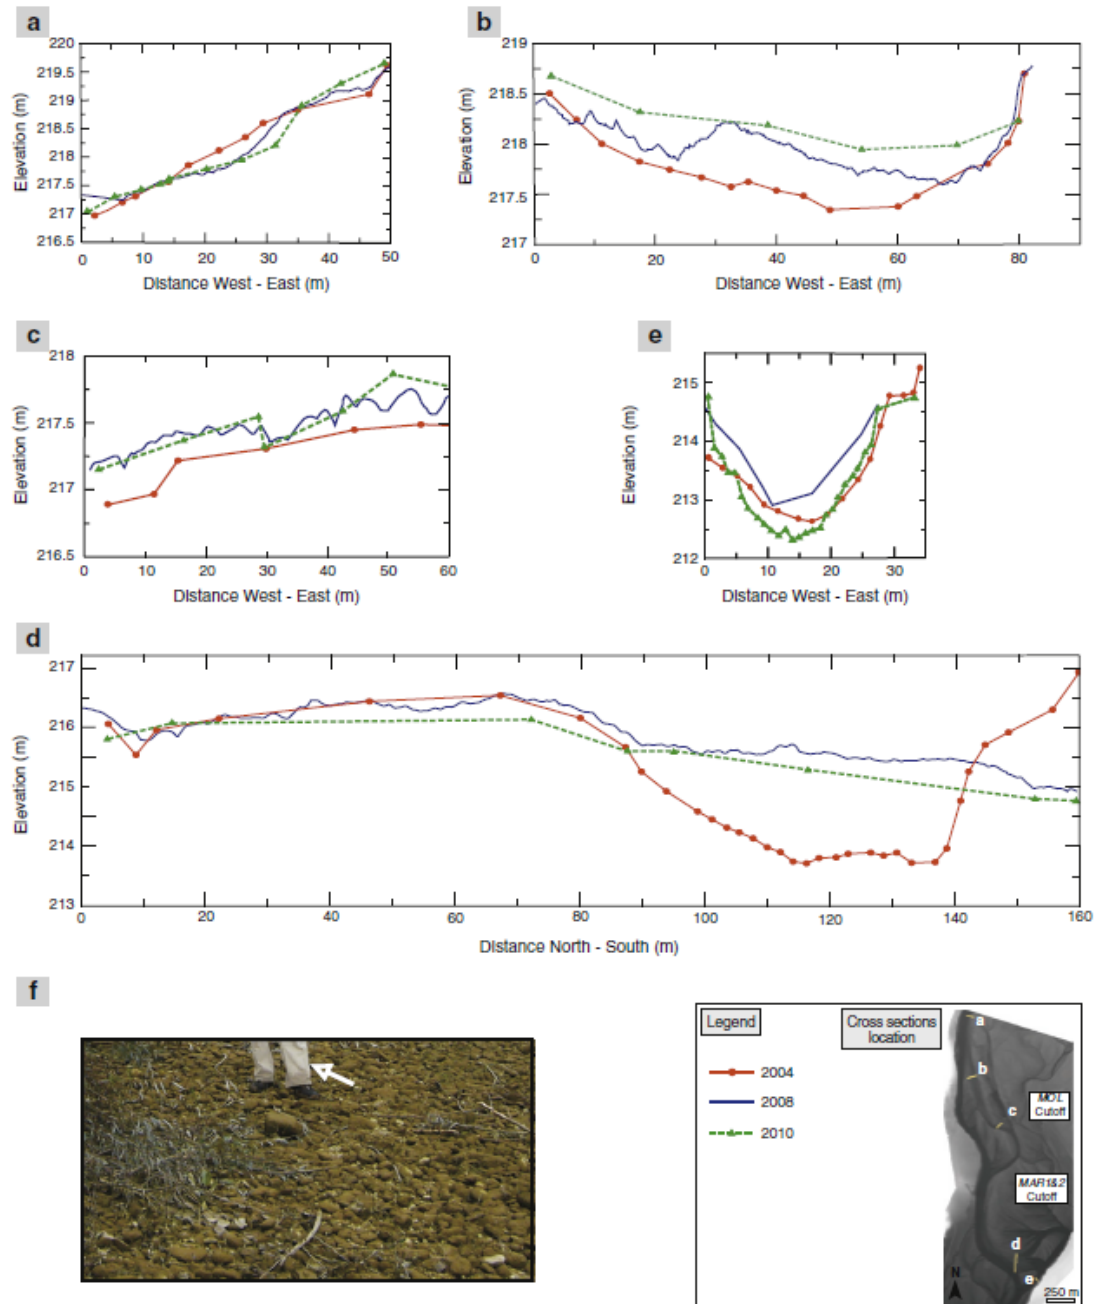 a
220
219.5
219
218.5
218
217.5
217
216.5
Elevation (m)
0 10 20 30 40 50
Distance West - East (m)
b
219
218.5
218
217.5
217
Elevation (m)
0 20 40 60 80
Distance West - East (m)
c
218
217.5
217
216.5
Elevation (m)
0 10 20 30 40 50 60
Distance West - East (m)
e
215
214
213
212
Elevation (m)
0 10 20 30
Distance West - East (m)
d
217
216
215
214
213
Elevation (m)
0 20 40 60 80 100 120 140 160
Distance North - South (m)
f
Legend
2004
2008
2010
Cross sections
location
a
b
c
MOL
Cutoff
MAR1&2
Cutoff
d
e
N
250 m